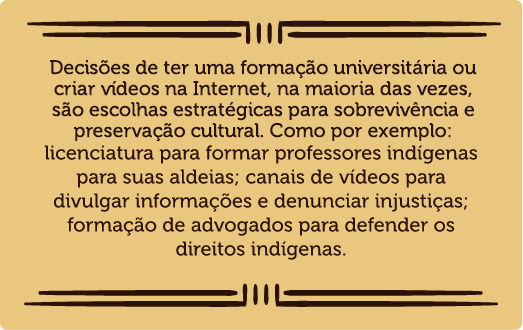 Decisões de ter uma formação universitária ou
criar vídeos na Internet, na maioria das vezes,
são escolhas estratégicas para sobrevivência e
preservação cultural. Como por exemplo:
licenciatura para formar professores indígenas
para suas aldeias; canais de vídeos para
divulgar informações e denunciar injustiças;
formação de advogados para defender os
direitos indígenas.